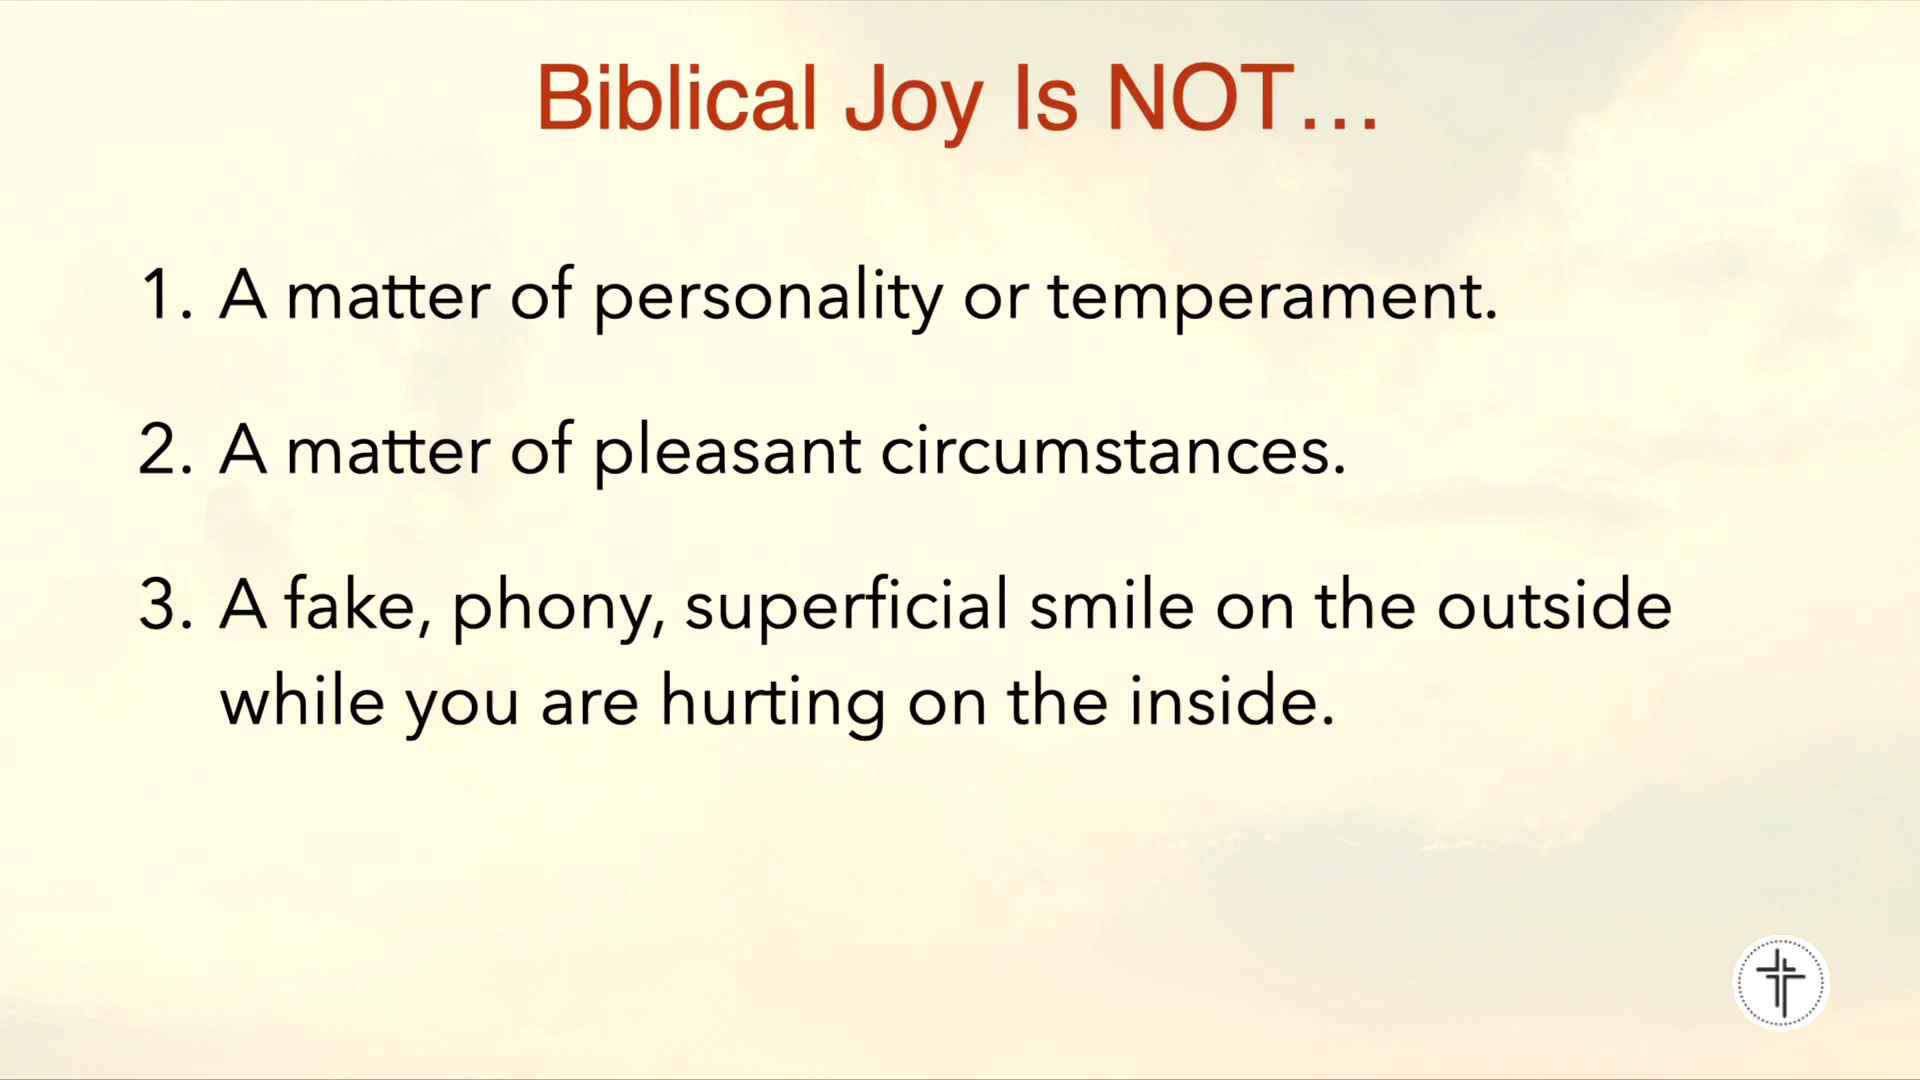 Biblical Joy Is NOT…
1. A matter of personality or temperament.
2. A matter of pleasant circumstances.
3. A fake, phony, superficial smile on the outside
while you are hurting on the inside.